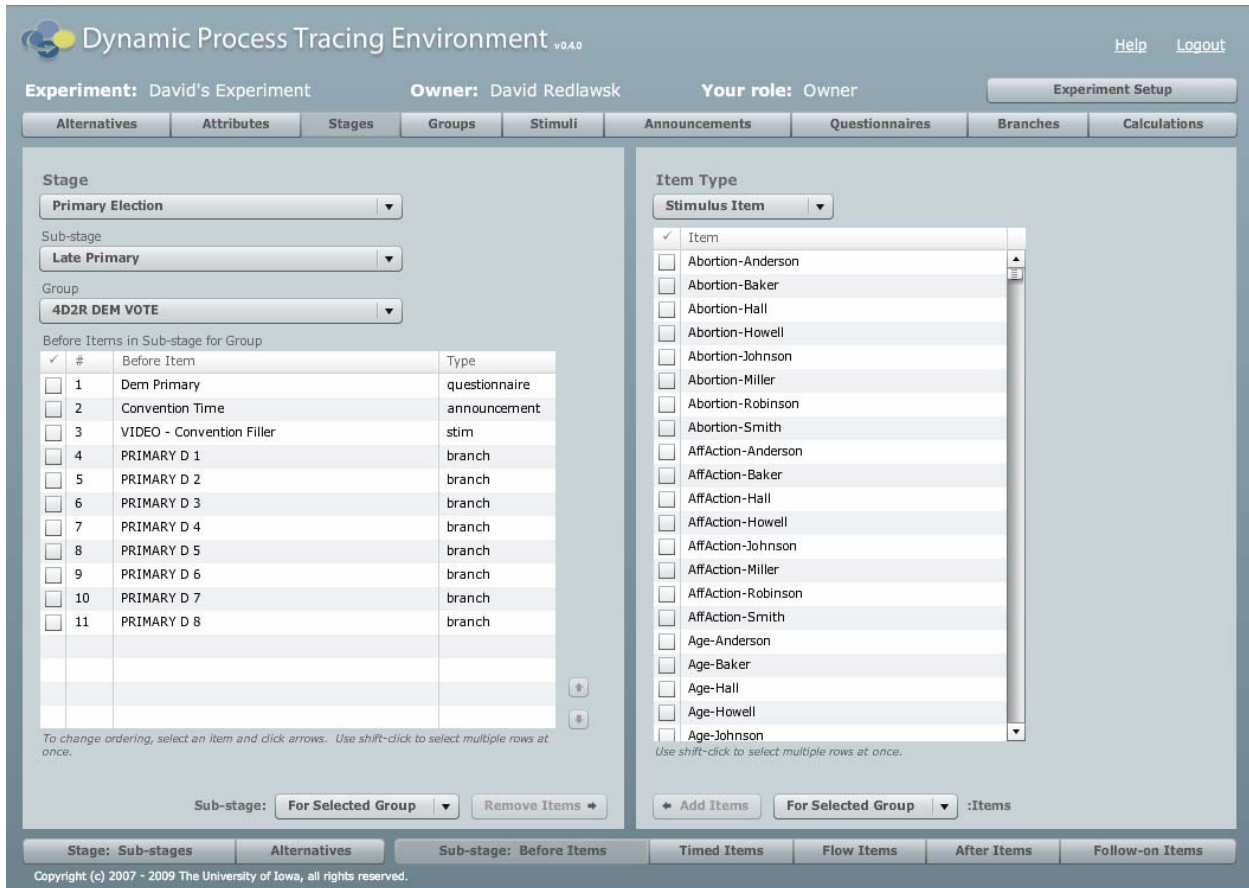 Dynamic Process Tracing Environment v0.4.0
Help Logout
Experiment: David's Experiment Owner: David Redlawsk Your role: Owner Experiment Setup
Alternatives Attributes Stages Groups Stimuli Announcements Questionnaires Branches Calculations
Stage
Primary Election
Sub-stage
Late Primary
Group
4D2R DEM VOTE
Before Items in Sub-stage for Group
✓ # Before Item Type
1 Dem Primary questionnaire
2 Convention Time announcement
3 VIDEO - Convention Filler stim
4 PRIMARY D 1 branch
5 PRIMARY D 2 branch
6 PRIMARY D 3 branch
7 PRIMARY D 4 branch
8 PRIMARY D 5 branch
9 PRIMARY D 6 branch
10 PRIMARY D 7 branch
11 PRIMARY D 8 branch
To change ordering, select an item and click arrows. Use shift-click to select multiple rows at
once.
Sub-stage: For Selected Group Remove Items
Item Type
Stimulus Item
✓ Item
Abortion-Anderson
Abortion-Baker
Abortion-Hall
Abortion-Howell
Abortion-Johnson
Abortion-Miller
Abortion-Robinson
Abortion-Smith
AffAction-Anderson
AffAction-Baker
AffAction-Hall
AffAction-Howell
AffAction-Johnson
AffAction-Miller
AffAction-Robinson
AffAction-Smith
Age-Anderson
Age-Baker
Age-Hall
Age-Howell
Age-Johnson
Use shift-click to select multiple rows at once.
Add Items For Selected Group :Items
Stage: Sub-stages Alternatives Sub-stage: Before Items Timed Items Flow Items After Items Follow-on Items
Copyright (c) 2007 - 2009 The University of Iowa, all rights reserved.